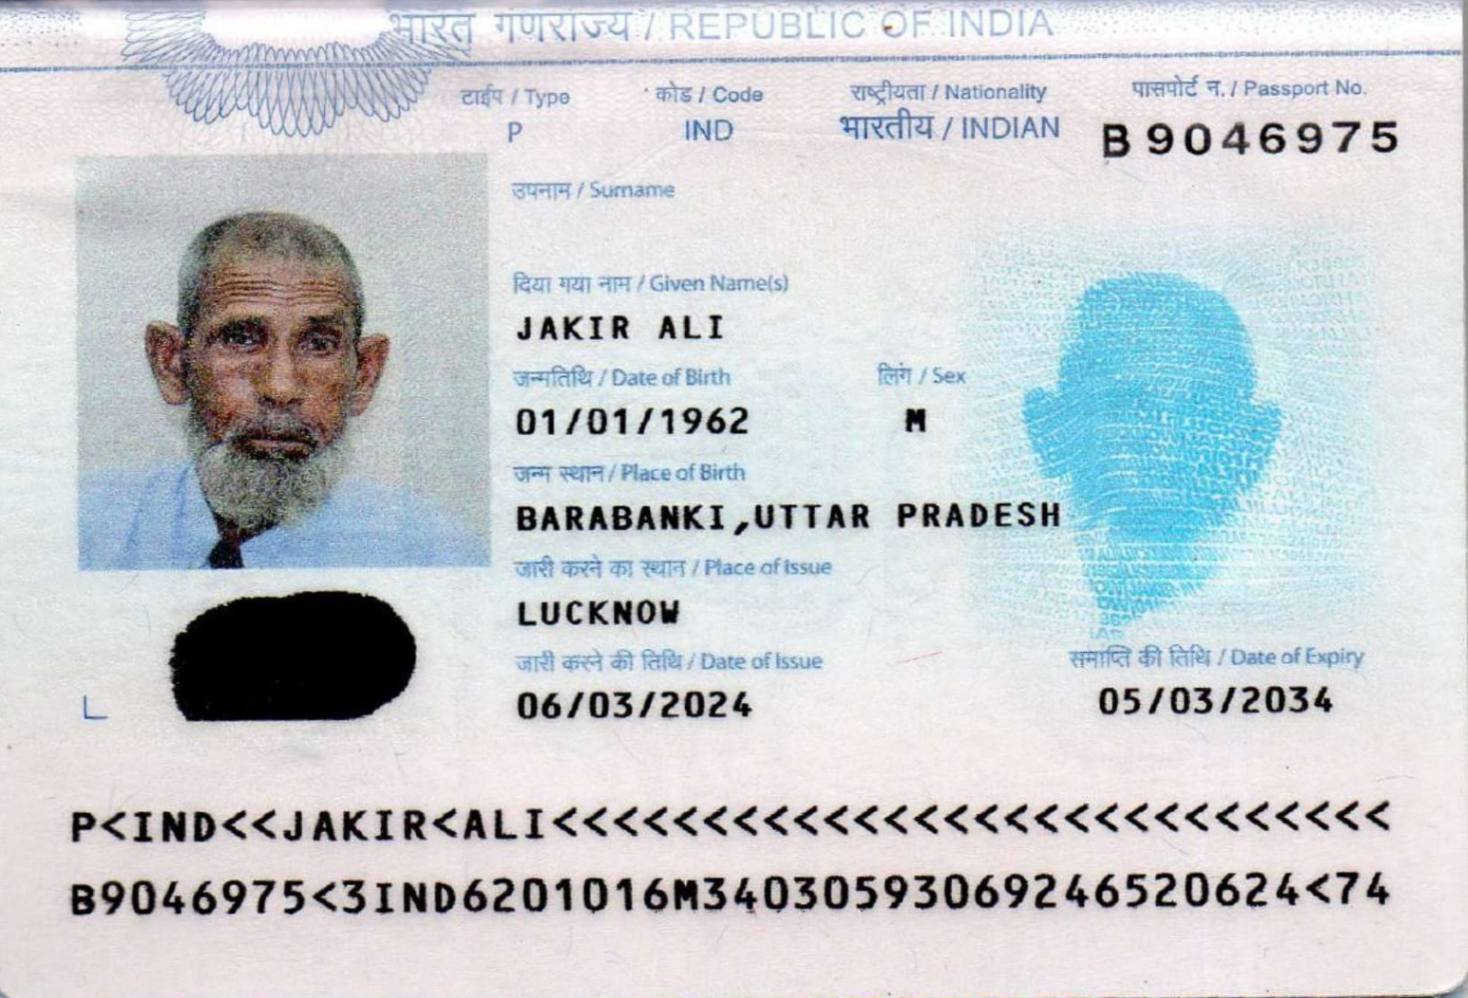 भारत गणराज्य / REPUBLIC OF INDIA
टाईप / Type कोड / Code राष्ट्रीयता / Nationality पासपोर्ट न. / Passport No.
P IND भारतीय / INDIAN B9046975
उपनाम / Surname
दिया गया नाम / Given Name(s)
JAKIR ALI
जन्मतिथि / Date of Birth लिंग / Sex
01/01/1962 M
जन्म स्थान / Place of Birth
BARABANKI,UTTAR PRADESH
जारी करने का स्थान / Place of Issue
LUCKNOW
जारी करने की तिथि / Date of Issue समाप्ति की तिथि / Date of Expiry
06/03/2024 05/03/2034
L
P<IND<<JAKIR<ALI<<<<<<<<<<<<<<<<<<<<<<<<<<<<
B9046975<3IND6201016M34030593069246520624<74